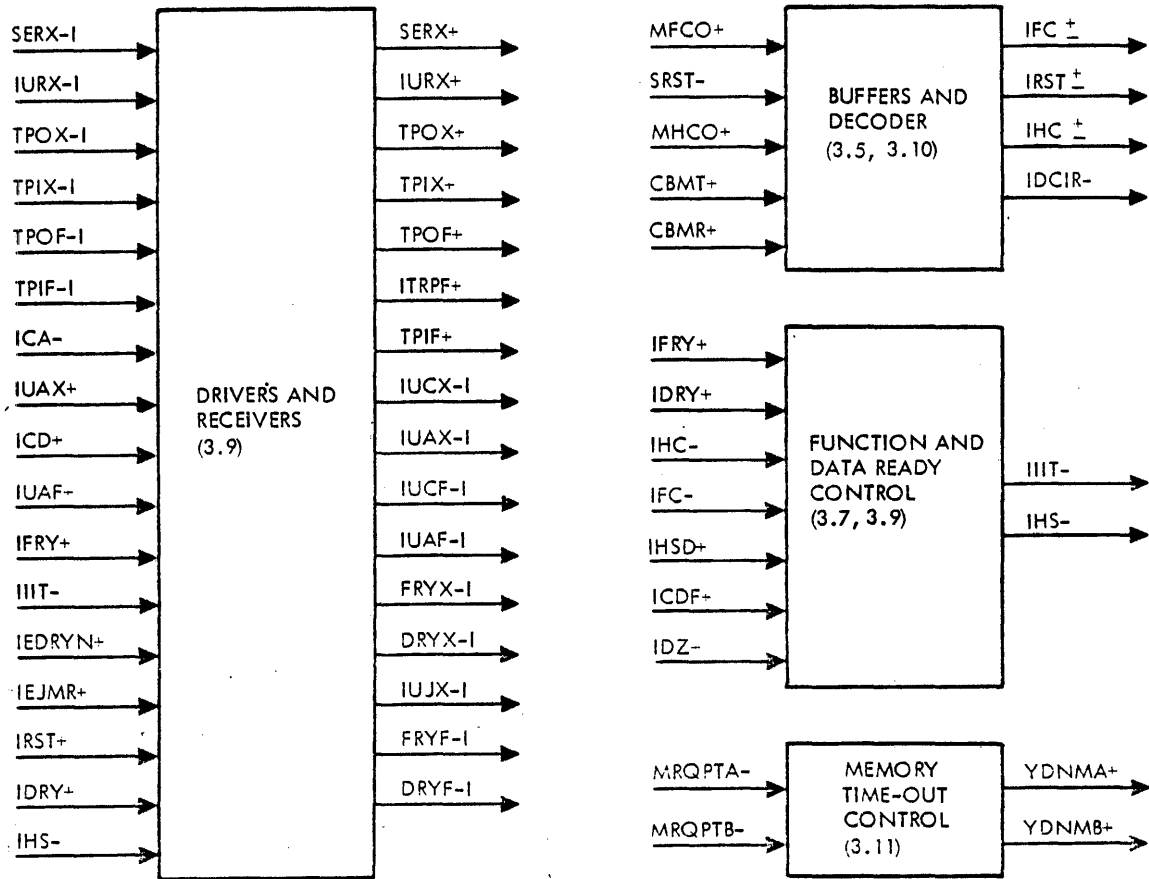 SERX-I
IURX-I
TPOX-I
TPIX-I
TPOF-I
TPIF-I
ICA-
IUAX+
ICD+
IUAF+
IFRY+
IIIT-
IEDRYN+
IEJMR+
IRST+
IDRY+
IHS-
DRIVERS AND
RECEIVERS
(3.9)
SERX+
IURX+
TPOX+
TPIX+
TPOF+
ITRPF+
TPIF+
IUCX-I
IUAX-I
IUCF-I
IUAF-I
FRYX-I
DRYX-I
IUJX-I
FRYF-I
DRYF-I
MFCO+
SRST-
MHCO+
CBMT+
CBMR+
BUFFERS AND
DECODER
(3.5, 3.10)
IFC ±
IRST ±
IHC ±
IDCIR-
IFRY+
IDRY+
IHC-
IFC-
IHSD+
ICDF+
IDZ+
FUNCTION AND
DATA READY
CONTROL
(3.7, 3.9)
IIIT-
IHS-
MRQPTA-
MRQPTB-
MEMORY
TIME-OUT
CONTROL
(3.11)
YDNMA+
YDNMB+